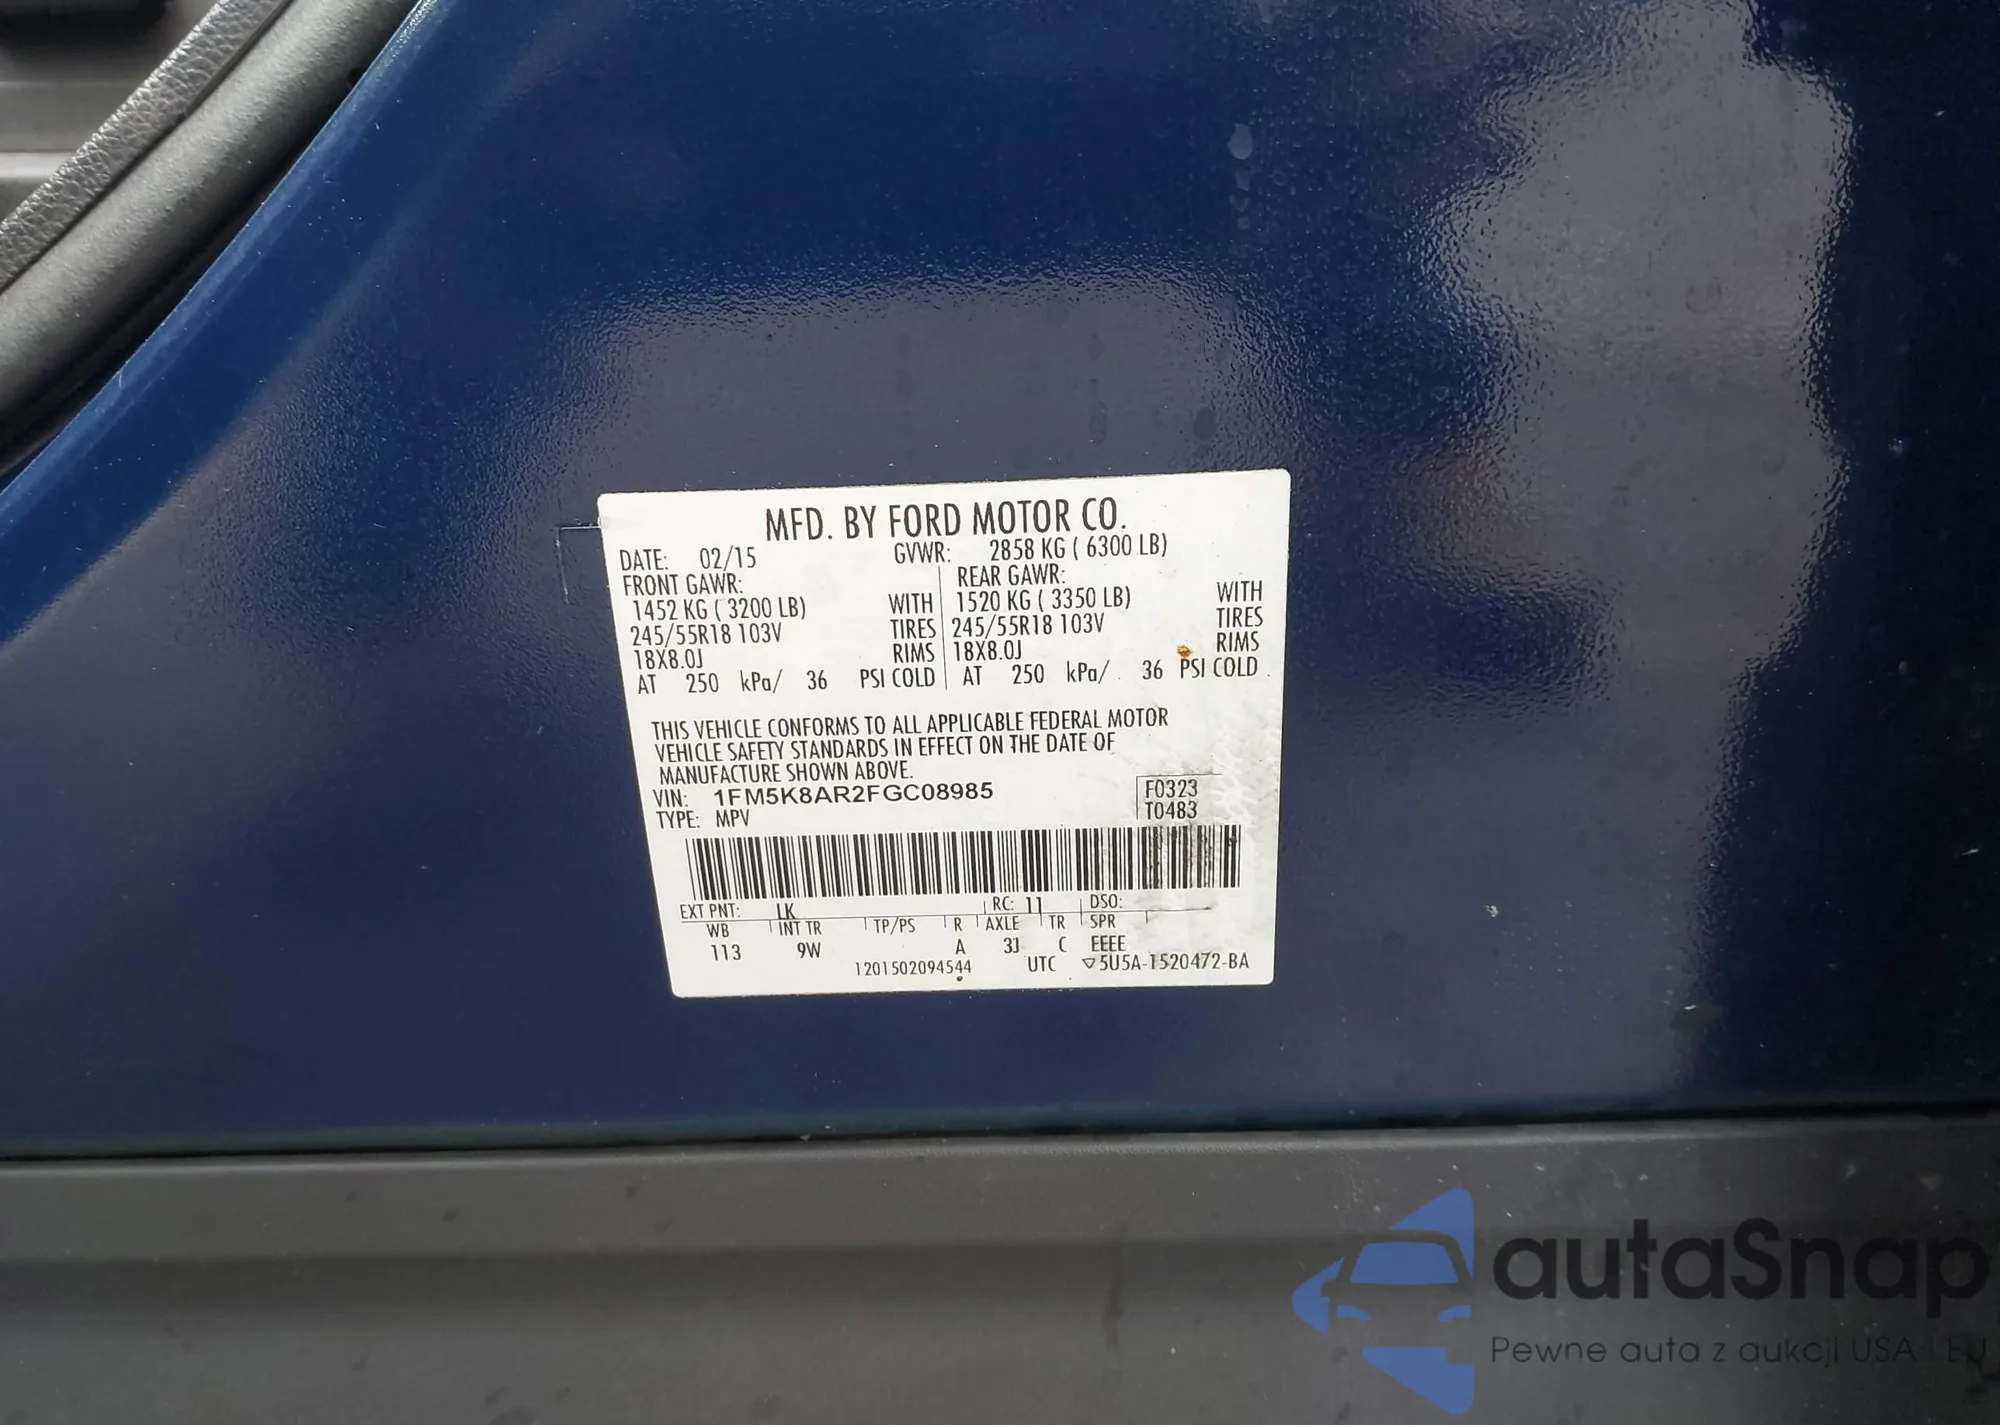 MFD. BY FORD MOTOR CO.
DATE: 02/15 GVWR: 2858 KG ( 6300 LB)
FRONT GAWR: REAR GAWR:
1452 KG ( 3200 LB) WITH 1520 KG ( 3350 LB) WITH
245/55R18 103V TIRES 245/55R18 103V TIRES
18X8.0J RIMS 18X8.0J RIMS
AT 250 kPa/ 36 PSI COLD AT 250 kPa/ 36 PSI COLD
THIS VEHICLE CONFORMS TO ALL APPLICABLE FEDERAL MOTOR
VEHICLE SAFETY STANDARDS IN EFFECT ON THE DATE OF
MANUFACTURE SHOWN ABOVE.
VIN: 1FM5K8AR2FGC08985 F0323
TYPE: MPV T0483
EXT PNT: LK RC: 11 DSO:
WB INT TR TP/PS R AXLE TR SPR
113 9W A 3J C EEEE
1201502094544 UTC ▽5U5A-1520472-BA
autaSnap
Pewne auta z aukcji USA i EU